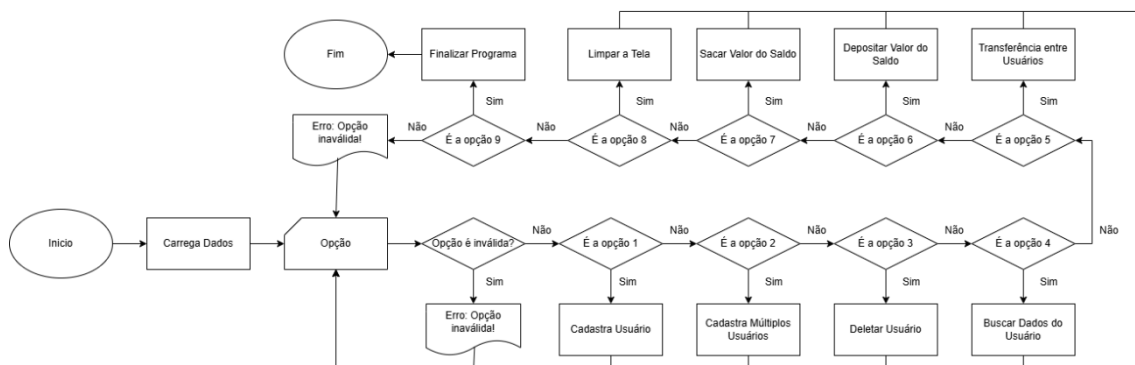 Fim
Finalizar Programa
Limpar a Tela
Sacar Valor do Saldo
Depositar Valor do
Saldo
Transferência entre
Usuários
Sim
Sim
Sim
Sim
Sim
Erro: Opção
inaválida!
Não
É a opção 9
Não
É a opção 8
Não
É a opção 7
Não
É a opção 6
Não
É a opção 5
Inicio
Carrega Dados
Opção
Opção é inválida?
Não
É a opção 1
Não
É a opção 2
Não
É a opção 3
Não
É a opção 4
Não
Sim
Sim
Sim
Sim
Sim
Erro: Opção
inaválida!
Cadastra Usuário
Cadastra Múltiplos
Usuários
Deletar Usuário
Buscar Dados do
Usuário